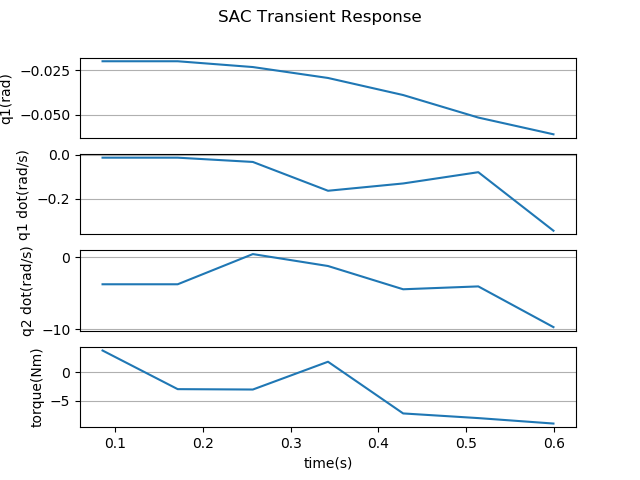 SAC Transient Response
q1(rad)
−0.025
−0.050
q1 dot(rad/s)
0.0
−0.2
q2 dot(rad/s)
0
−10
torque(Nm)
0
−5
0.1 0.2 0.3 0.4 0.5 0.6
time(s)